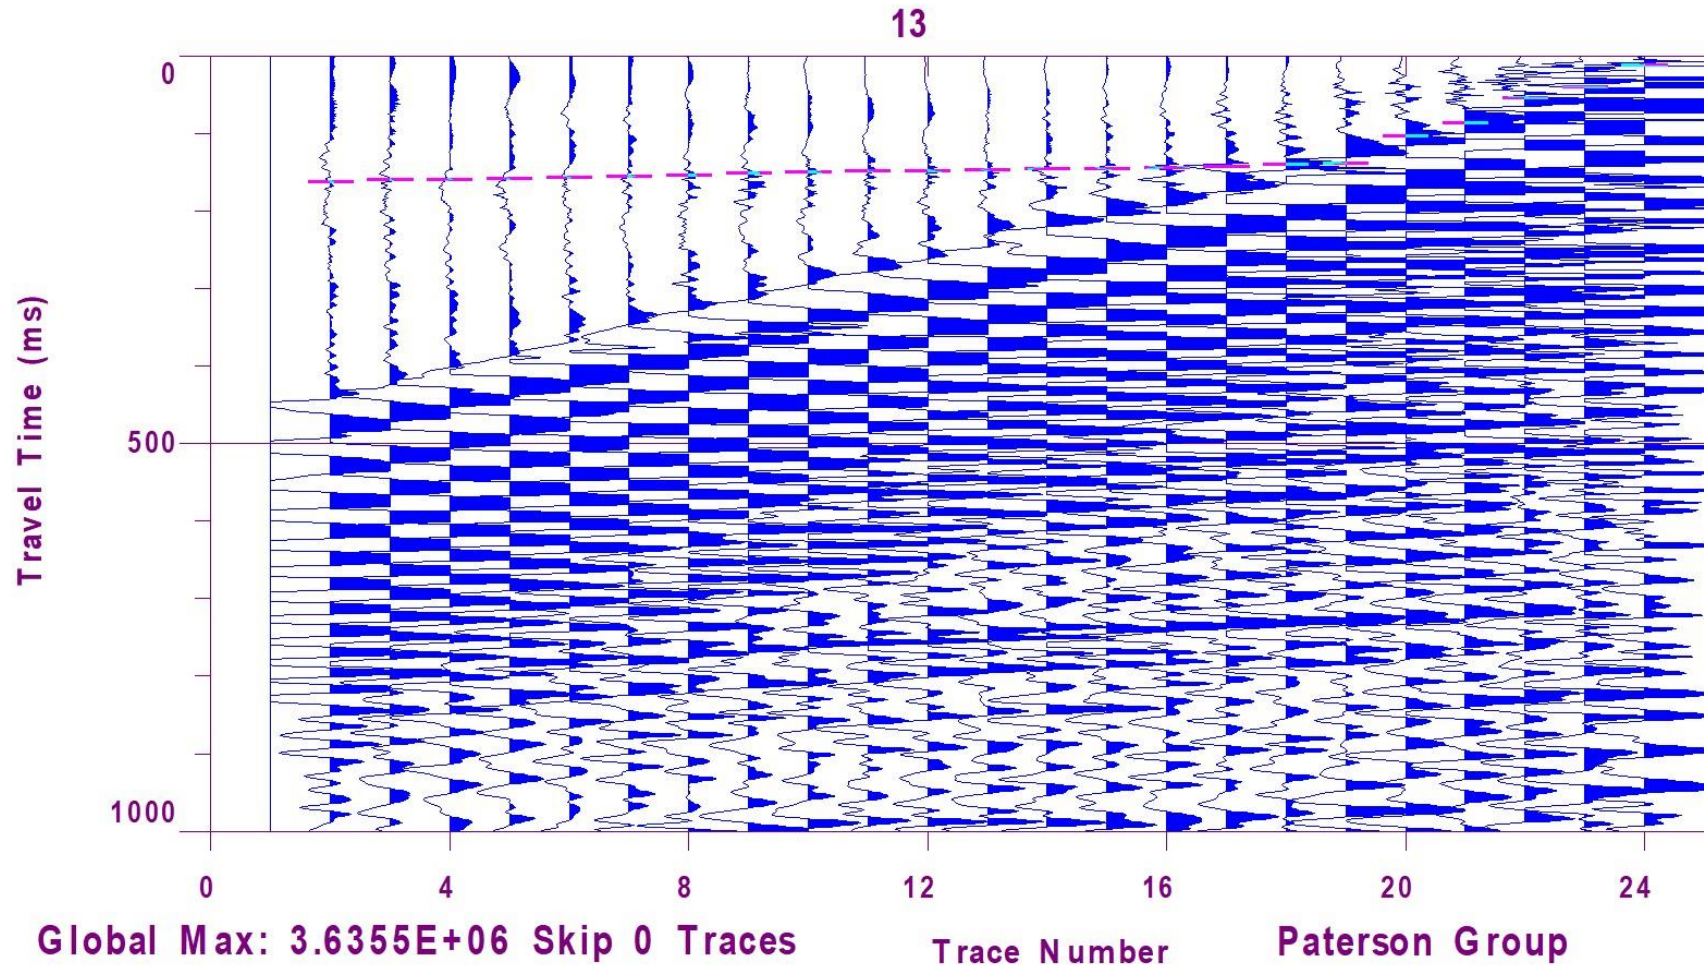 13
0
500
1000
Travel Time (ms)
0 4 8 12 16 20 24
Global Max: 3.6355E+06 Skip 0 Traces
Trace Number
Paterson Group